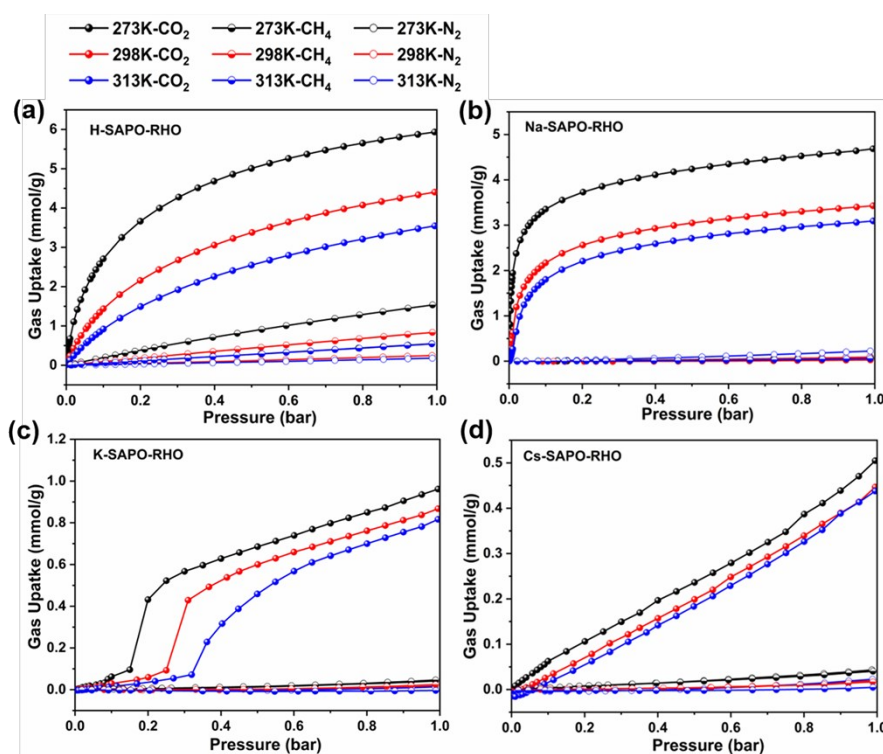 273K-CO₂ 273K-CH₄ 273K-N₂
298K-CO₂ 298K-CH₄ 298K-N₂
313K-CO₂ 313K-CH₄ 313K-N₂
(a)
H-SAPO-RHO
Gas Uptake (mmol/g)
6
5
4
3
2
1
0
0.0 0.2 0.4 0.6 0.8 1.0
Pressure (bar)
(b)
Na-SAPO-RHO
Gas Uptake (mmol/g)
5
4
3
2
1
0
0.0 0.2 0.4 0.6 0.8 1.0
Pressure (bar)
(c)
K-SAPO-RHO
Gas Upatke (mmol/g)
1.2
1.0
0.8
0.6
0.4
0.2
0.0
0.0 0.2 0.4 0.6 0.8 1.0
Pressure (bar)
(d)
Cs-SAPO-RHO
Gas Uptake (mmol/g)
0.5
0.4
0.3
0.2
0.1
0.0
0.0 0.2 0.4 0.6 0.8 1.0
Pressure (bar)